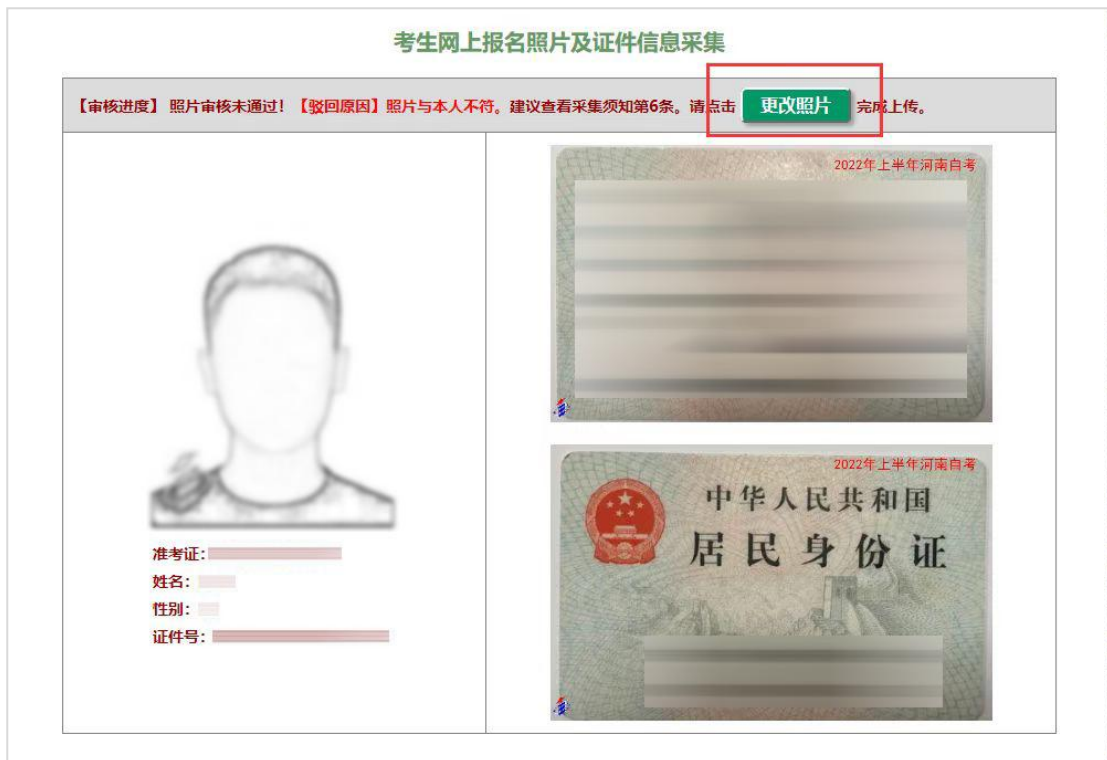 考生网上报名照片及证件信息采集
【审核进度】 照片审核未通过！【驳回原因】照片与本人不符。建议查看采集须知第6条。请点击 更改照片 完成上传。
准考证:
姓名:
性别:
证件号:
2022年上半年河南自考
2022年上半年河南自考
中华人民共和国
居民身份证